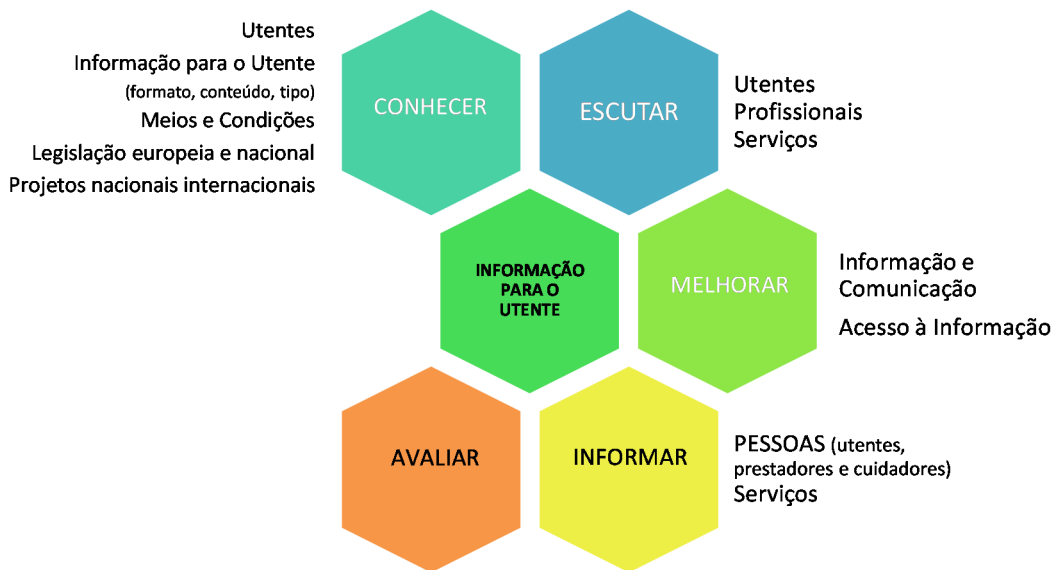 Utentes
Informação para o Utente
(formato, conteúdo, tipo)
Meios e Condições
Legislação europeia e nacional
Projetos nacionais internacionais
CONHECER
ESCUTAR
Utentes
Profissionais
Serviços
INFORMAÇÃO
PARA O
UTENTE
MELHORAR
Informação e
Comunicação
Acesso à Informação
AVALIAR
INFORMAR
PESSOAS (utentes,
prestadores e cuidadores)
Serviços